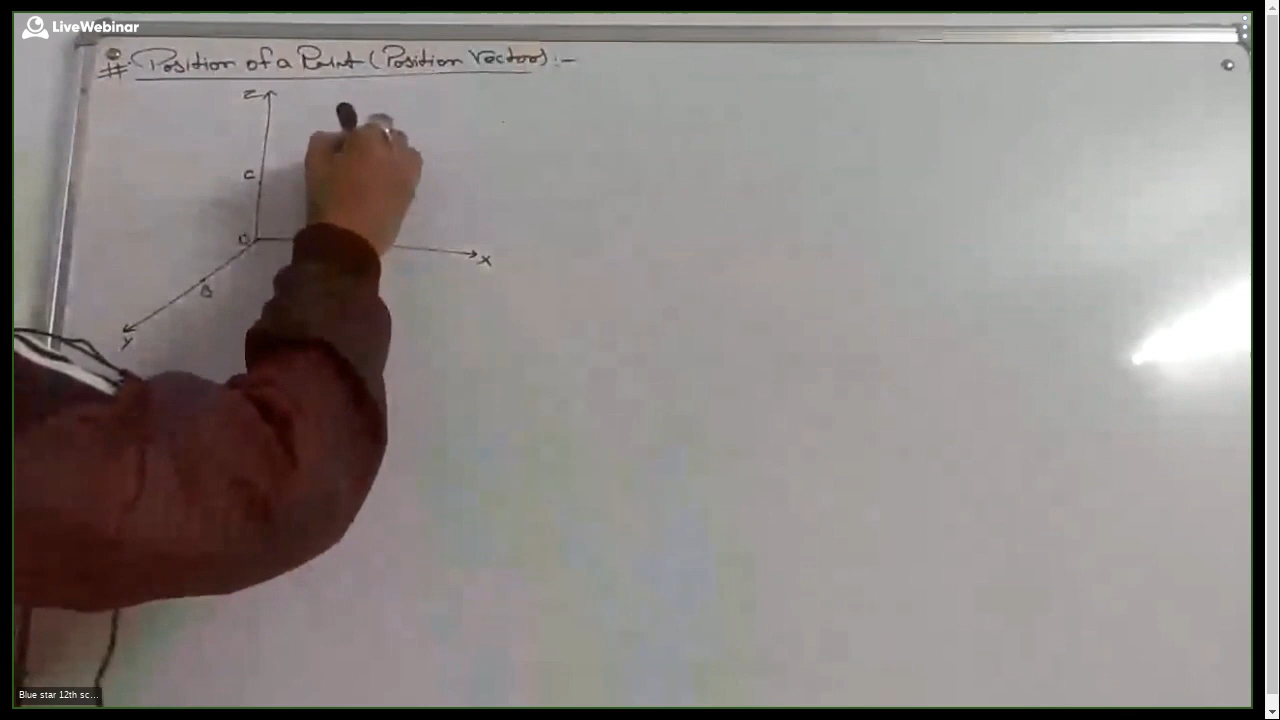 LiveWebinar
# Position of a Point (Position Vector) :-
Z
C
O
X
B
Y
Blue star 12th sc...